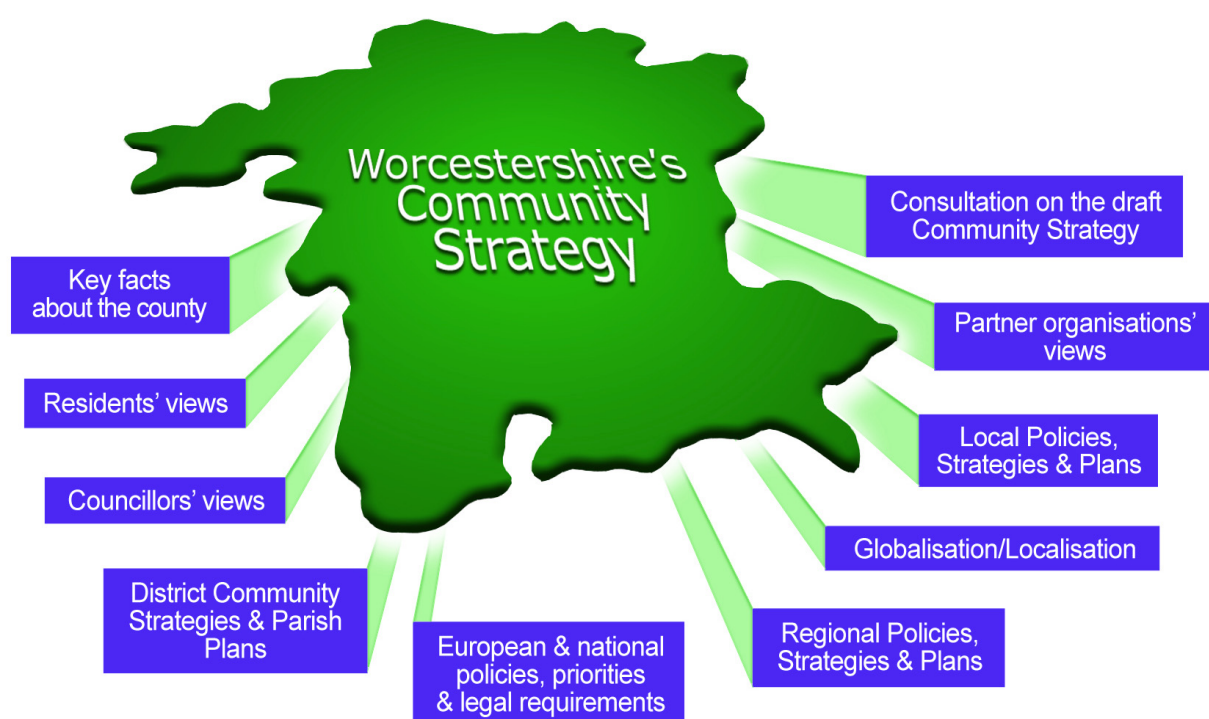 Worcestershire's
Community
Strategy
Consultation on the draft
Community Strategy
Key facts
about the county
Partner organisations’
views
Residents’ views
Local Policies,
Strategies & Plans
Councillors’ views
Globalisation/Localisation
District Community
Strategies & Parish
Plans
European & national
policies, priorities
& legal requirements
Regional Policies,
Strategies & Plans